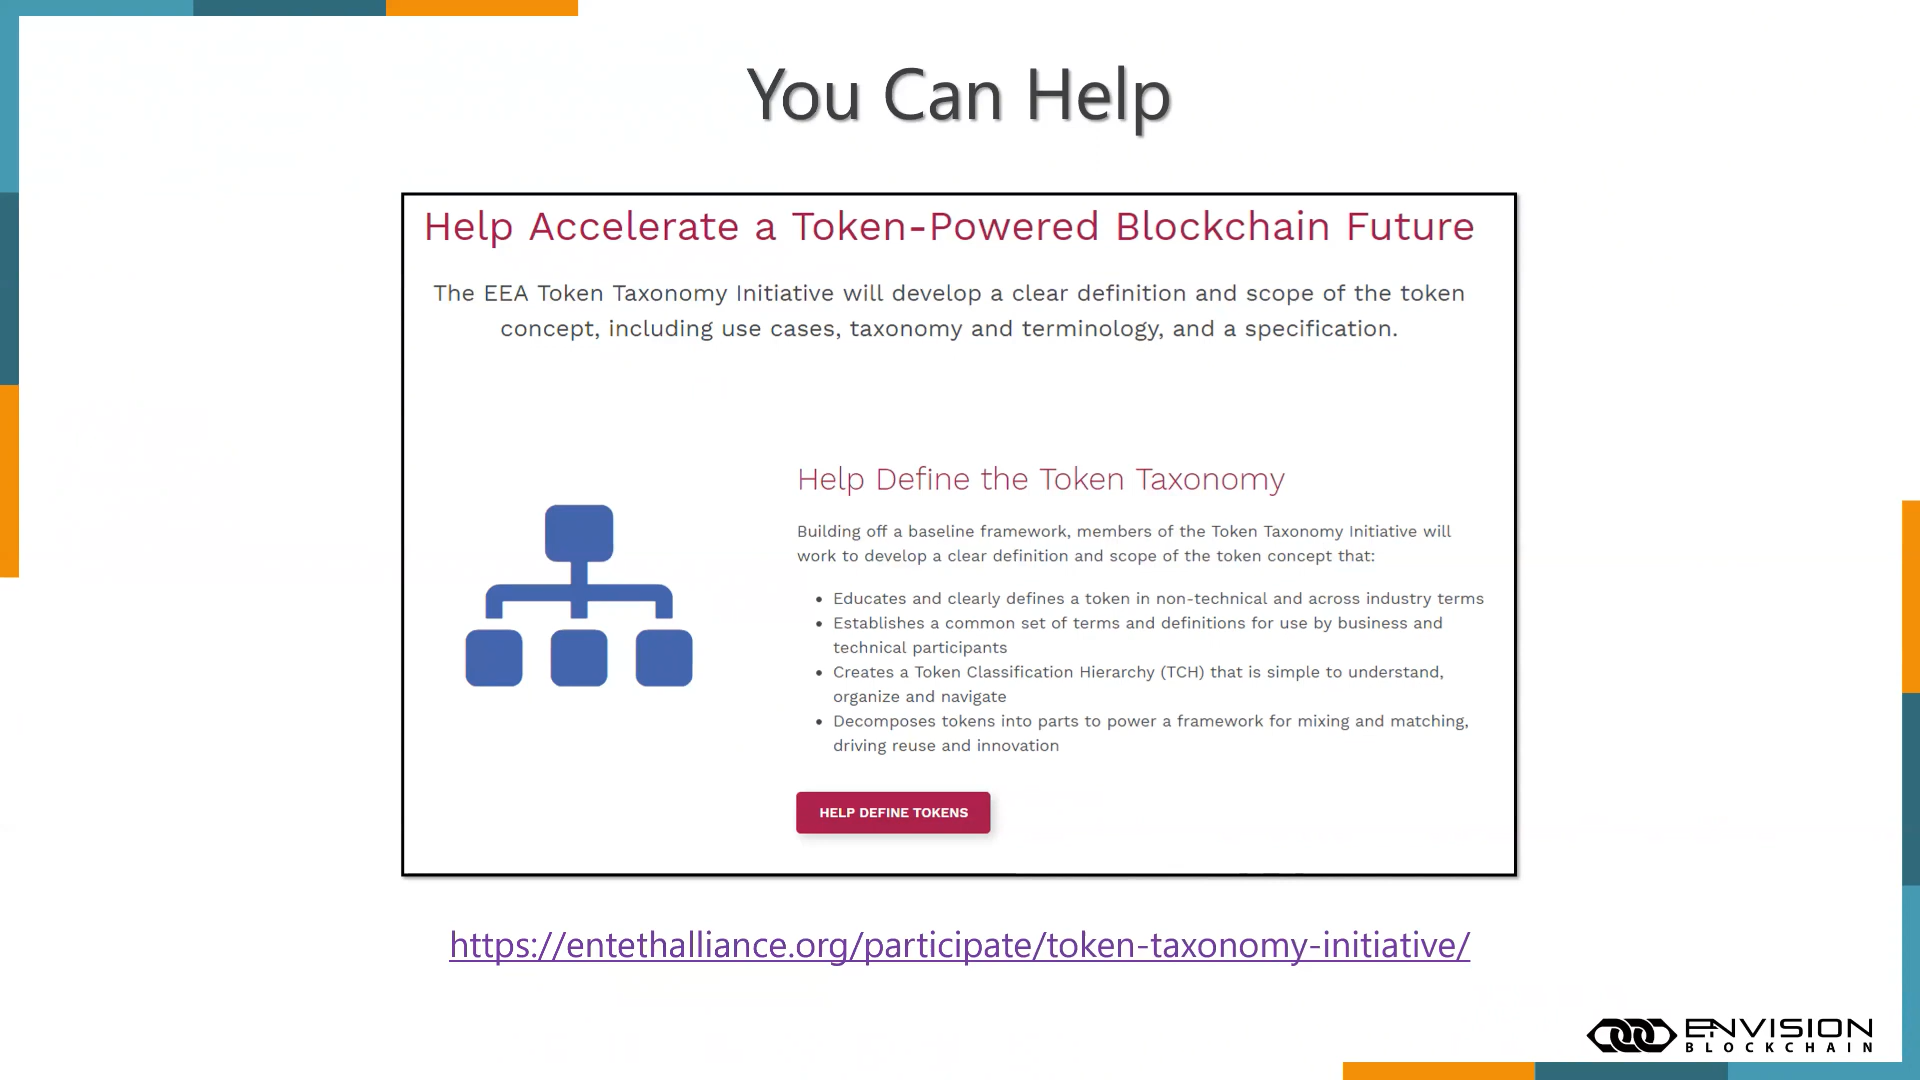 You Can Help
Help Accelerate a Token-Powered Blockchain Future
The EEA Token Taxonomy Initiative will develop a clear definition and scope of the token
concept, including use cases, taxonomy and terminology, and a specification.
Help Define the Token Taxonomy
Building off a baseline framework, members of the Token Taxonomy Initiative will
work to develop a clear definition and scope of the token concept that:
• Educates and clearly defines a token in non-technical and across industry terms
• Establishes a common set of terms and definitions for use by business and
technical participants
• Creates a Token Classification Hierarchy (TCH) that is simple to understand,
organize and navigate
• Decomposes tokens into parts to power a framework for mixing and matching,
driving reuse and innovation
HELP DEFINE TOKENS
https://entethalliance.org/participate/token-taxonomy-initiative/
ENVISION
BLOCKCHAIN